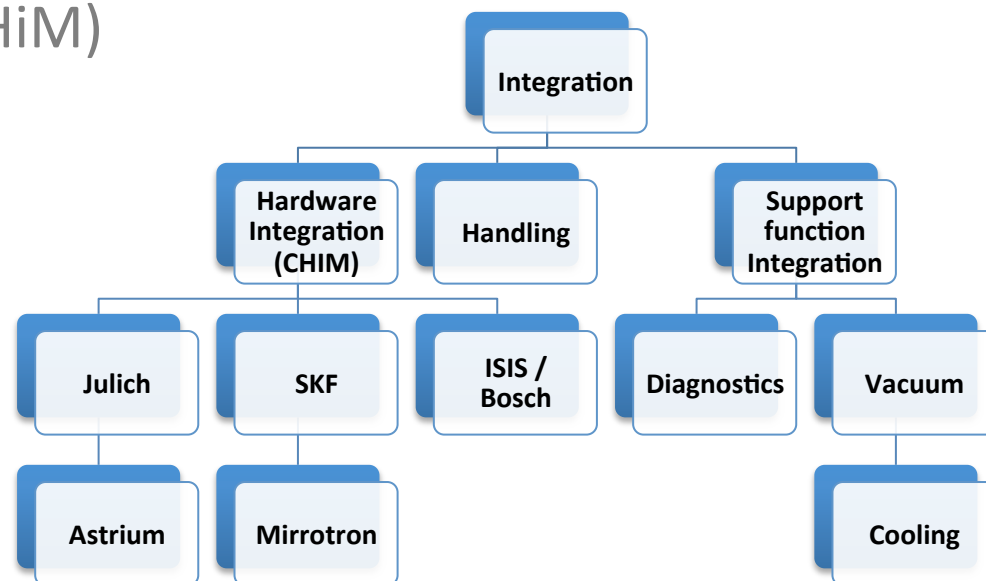 HiM)
Integration
Hardware
Integration
(CHIM)
Handling
Support
function
Integration
Julich
SKF
ISIS /
Bosch
Diagnostics
Vacuum
Astrium
Mirrotron
Cooling